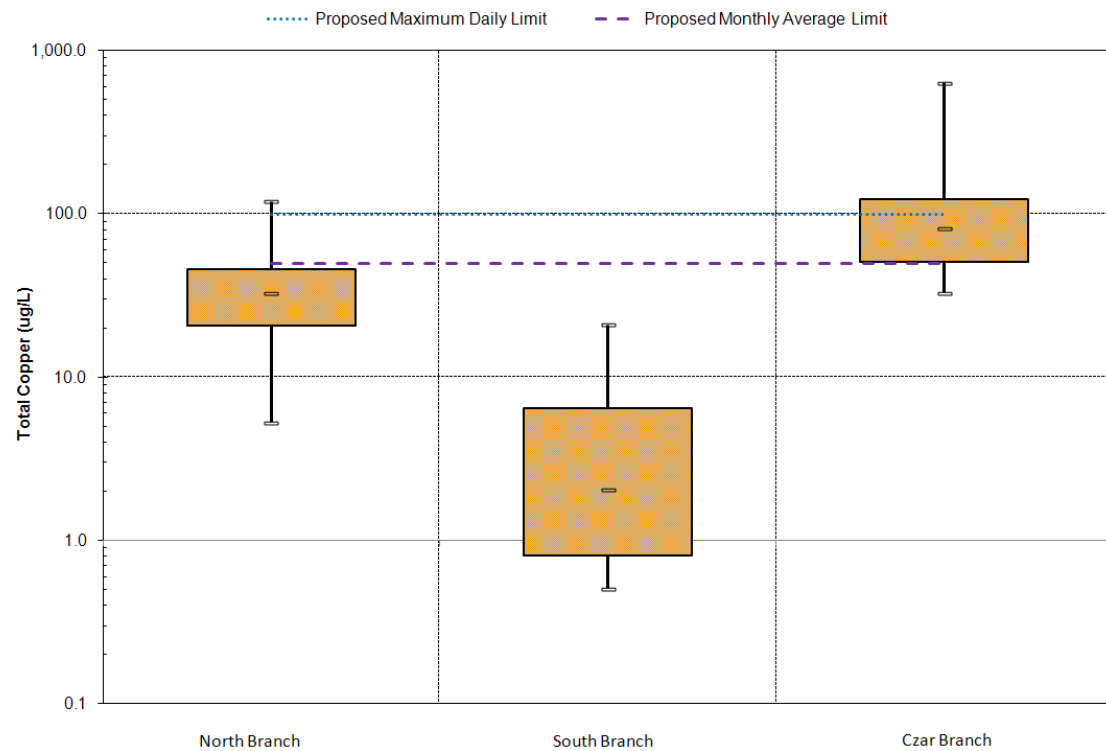 Proposed Maximum Daily Limit Proposed Monthly Average Limit
1,000.0
100.0
10.0
1.0
0.1
Total Copper (ug/L)
North Branch South Branch Czar Branch